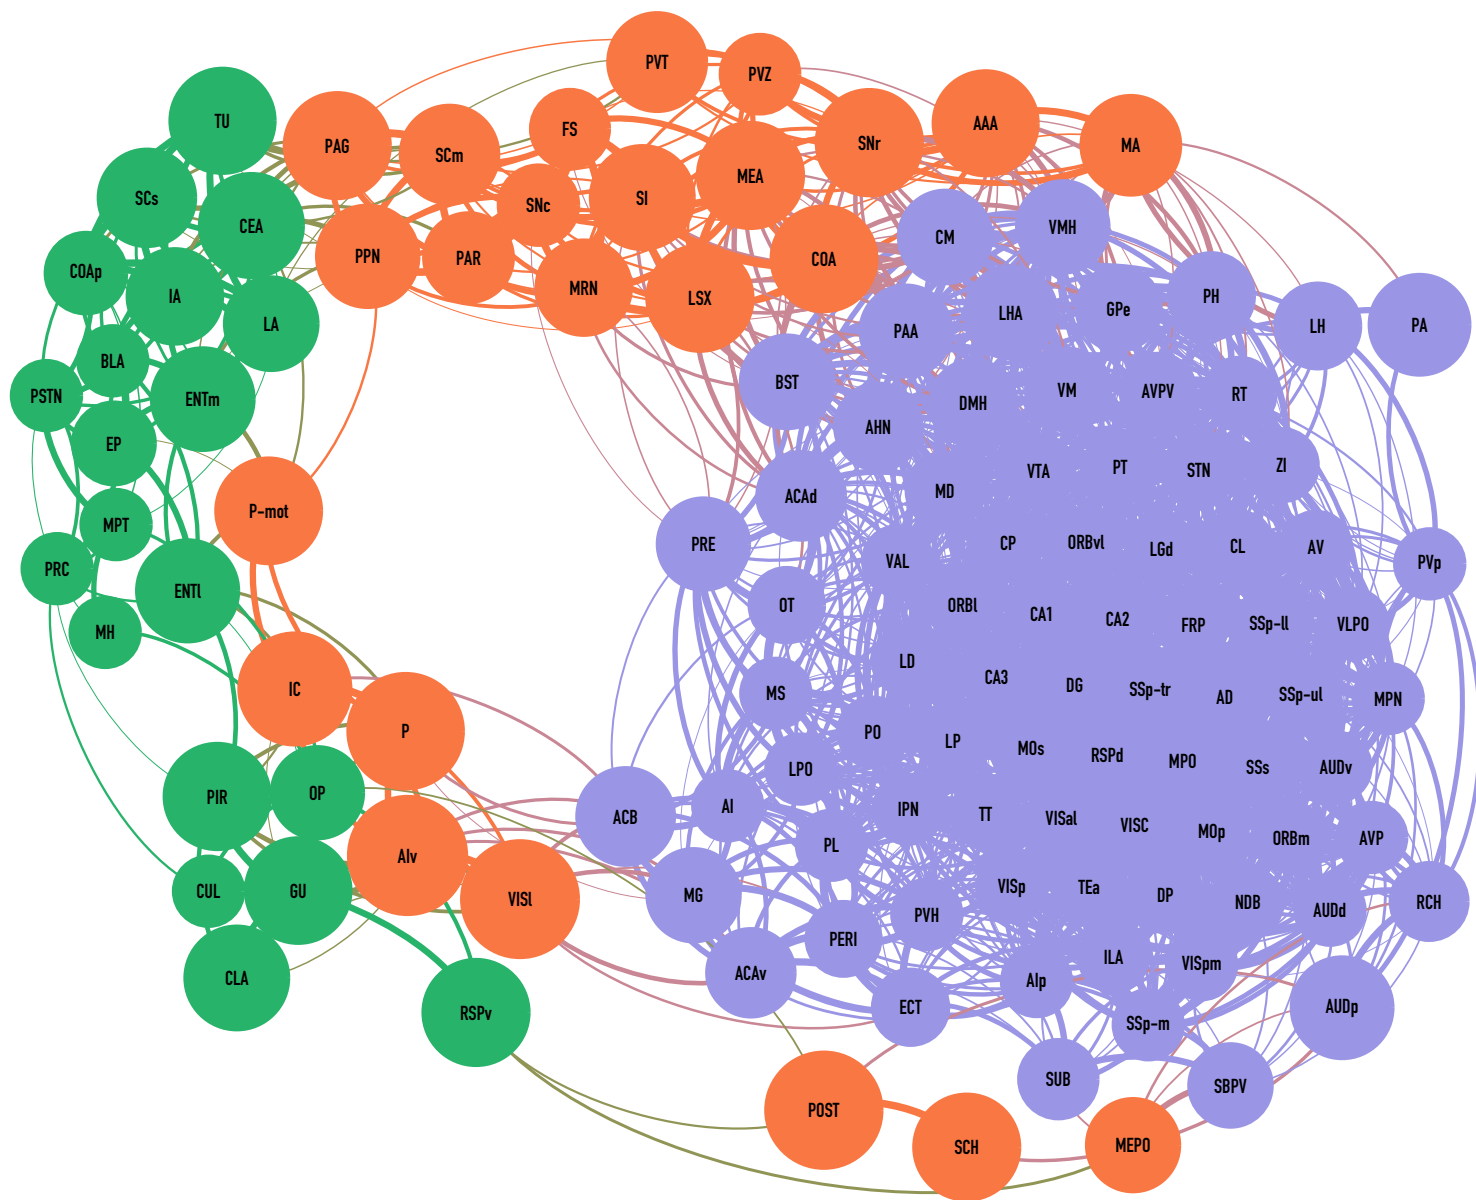 PVT
PVZ
TU
FS
AAA
PAG
SCm
SNr
MA
MEA
SCs
SI
SNc
CEA
VMH
CM
PPN
PAR
COA
COAp
IA
MRN
LSX
PH
LHA
GPe
LA
PAA
LH
PA
BLA
BST
PSTN
ENTm
DMH
VM
AVPV
RT
AHN
EP
VTA
PT
STN
ZI
MD
ACAd
P-mot
MPT
PRE
CP
ORBvl
LGd
CL
AV
VAL
PVp
PRC
ENTl
OT
ORBl
CA1
CA2
FRP
SSp-ll
VLPO
MH
LD
CA3
DG
SSp-tr
AD
SSp-ul
MPN
IC
MS
P
PO
LP
MOs
RSPd
MPO
SSs
AUDv
LPO
PIR
OP
ACB
AI
IPN
TT
VISal
VISC
MOp
ORBm
AVP
PL
AIv
CUL
GU
VISl
MG
VISp
TEa
DP
NDB
AUDd
RCH
PVH
PERI
ILA
VISpm
CLA
ACAv
AIp
RSPv
ECT
SSp-m
AUDp
SUB
SBPV
POST
SCH
MEPO